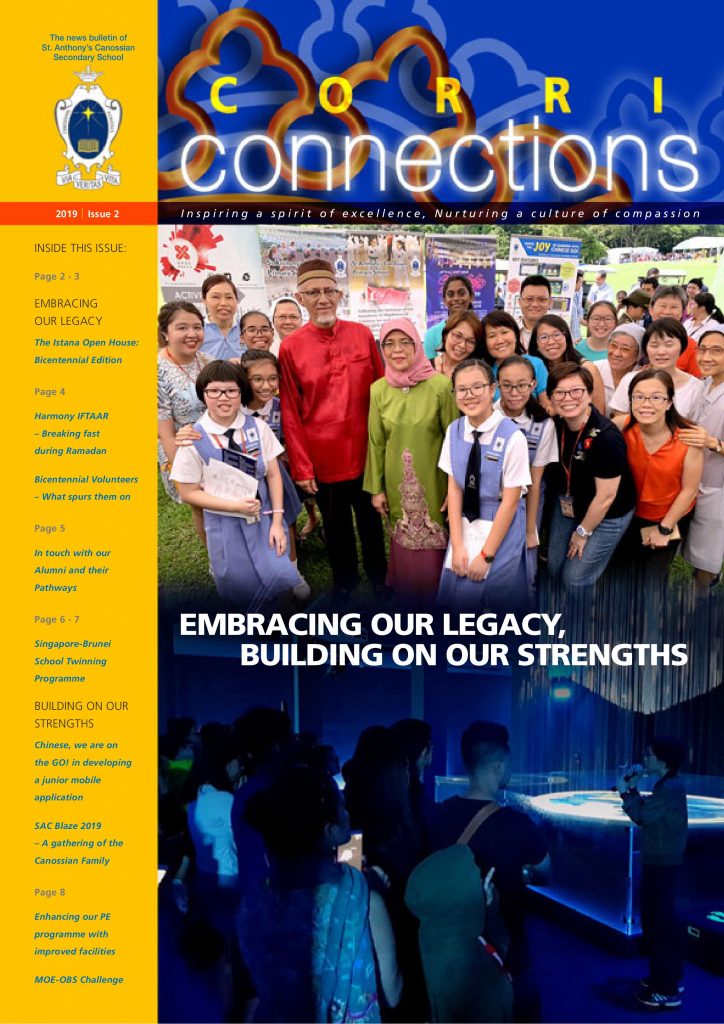 The news bulletin of
St. Anthony's Canossian
Secondary School
VIA VERITAS VITA
CORRI
connections
2019 | Issue 2
Inspiring a spirit of excellence, Nurturing a culture of compassion
INSIDE THIS ISSUE:
Page 2 - 3
EMBRACING
OUR LEGACY
The Istana Open House:
Bicentennial Edition
Page 4
Harmony IFTAAR
– Breaking fast
during Ramadan
Bicentennial Volunteers
– What spurs them on
Page 5
In touch with our
Alumni and their
Pathways
Page 6 - 7
Singapore-Brunei
School Twinning
Programme
BUILDING ON OUR
STRENGTHS
Chinese, we are on
the GO! in developing
a junior mobile
application
SAC Blaze 2019
– A gathering of the
Canossian Family
Page 8
Enhancing our PE
programme with
improved facilities
MOE-OBS Challenge
JOY
KEY FEATURES
EMBRACING OUR LEGACY,
BUILDING ON OUR STRENGTHS